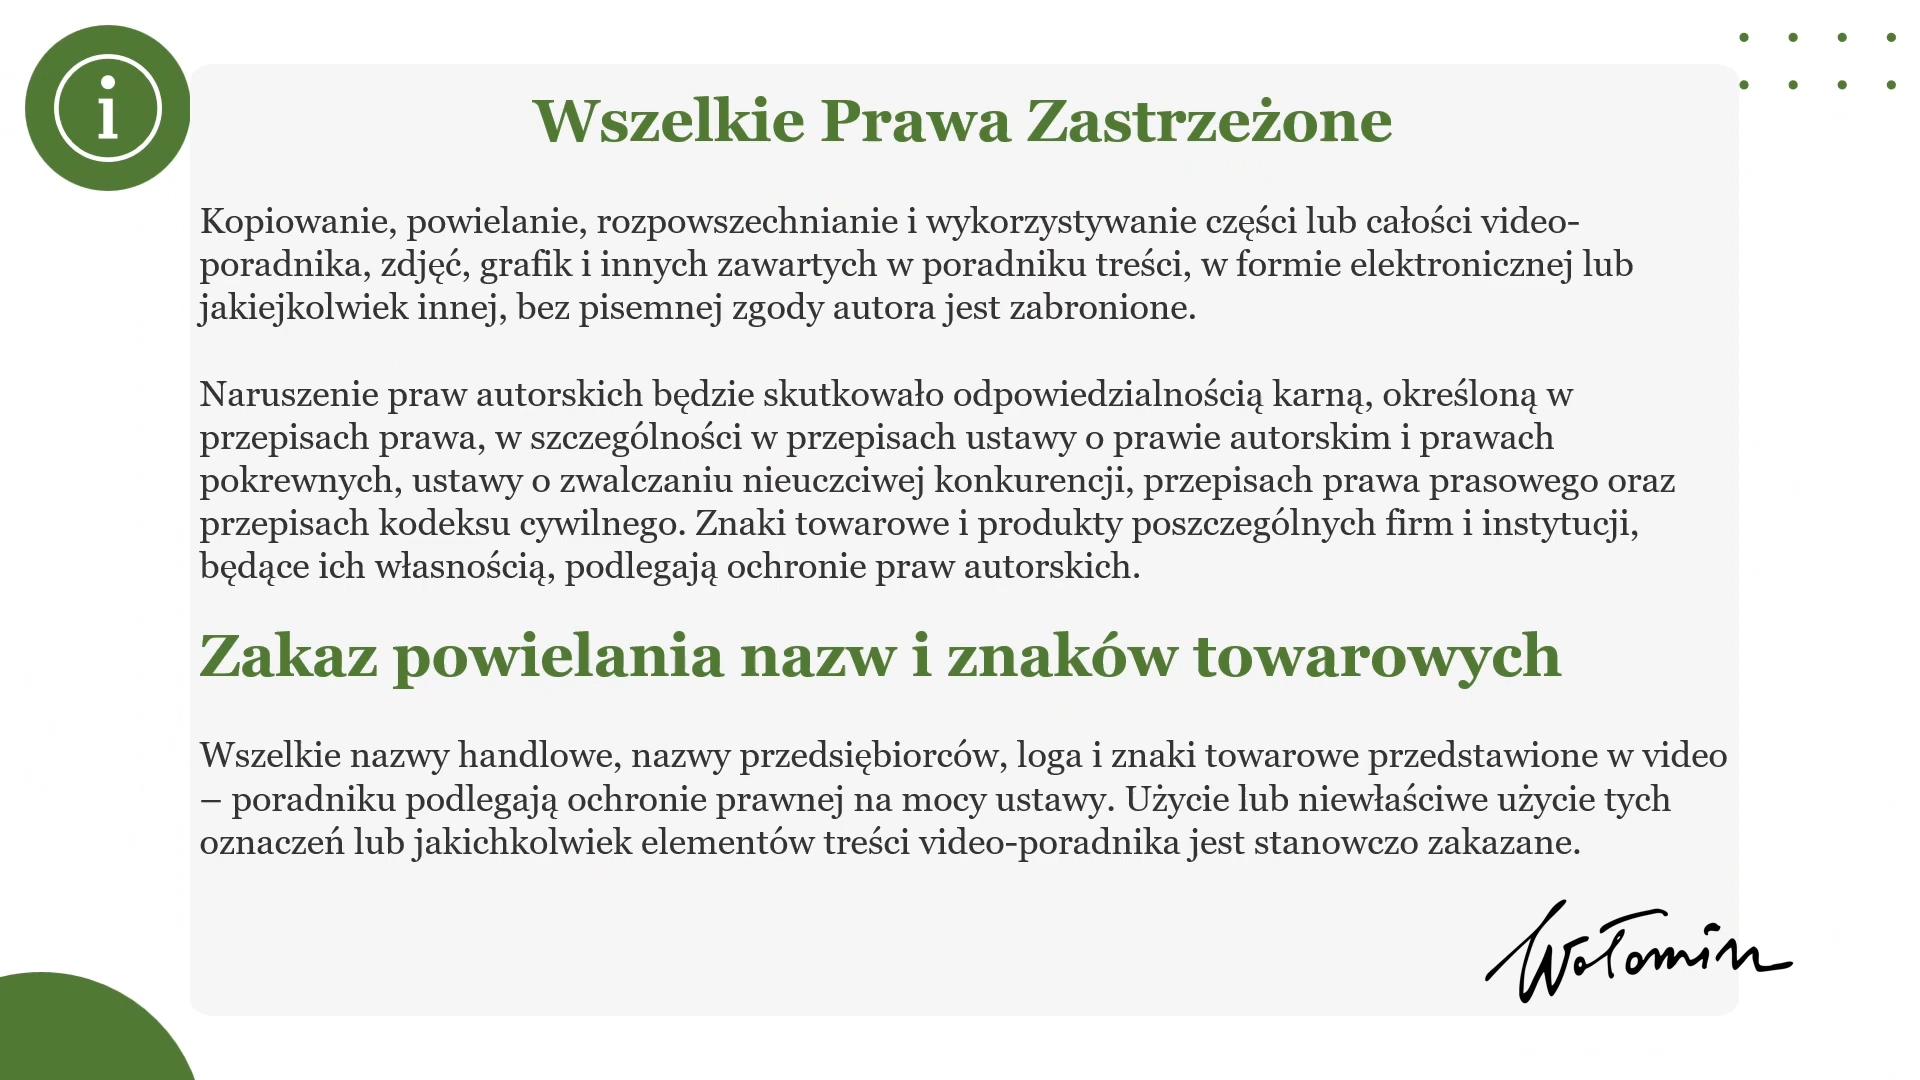 i
Wszelkie Prawa Zastrzeżone
Kopiowanie, powielanie, rozpowszechnianie i wykorzystywanie części lub całości video-
poradnika, zdjęć, grafik i innych zawartych w poradniku treści, w formie elektronicznej lub
jakiejkolwiek innej, bez pisemnej zgody autora jest zabronione.
Naruszenie praw autorskich będzie skutkowało odpowiedzialnością karną, określoną w
przepisach prawa, w szczególności w przepisach ustawy o prawie autorskim i prawach
pokrewnych, ustawy o zwalczaniu nieuczciwej konkurencji, przepisach prawa prasowego oraz
przepisach kodeksu cywilnego. Znaki towarowe i produkty poszczególnych firm i instytucji,
będące ich własnością, podlegają ochronie praw autorskich.
Zakaz powielania nazw i znaków towarowych
Wszelkie nazwy handlowe, nazwy przedsiębiorców, loga i znaki towarowe przedstawione w video
– poradniku podlegają ochronie prawnej na mocy ustawy. Użycie lub niewłaściwe użycie tych
oznaczeń lub jakichkolwiek elementów treści video-poradnika jest stanowczo zakazane.
Wołomin